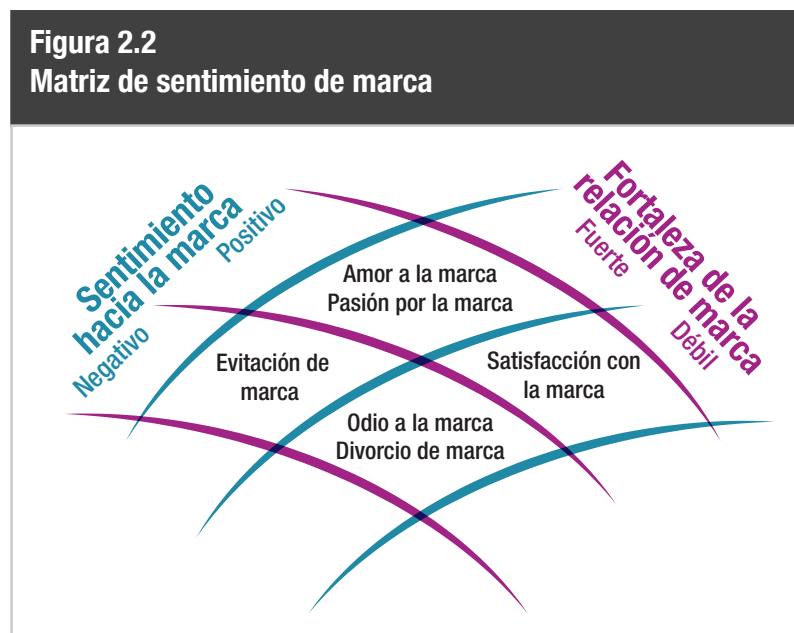 Figura 2.2
Matriz de sentimiento de marca
Sentimiento
hacia la marca
Positivo
Negativo
Fortaleza de la
relación de marca
Fuerte
Débil
Amor a la marca
Pasión por la marca
Evitación de
marca
Satisfacción con
la marca
Odio a la marca
Divorcio de marca